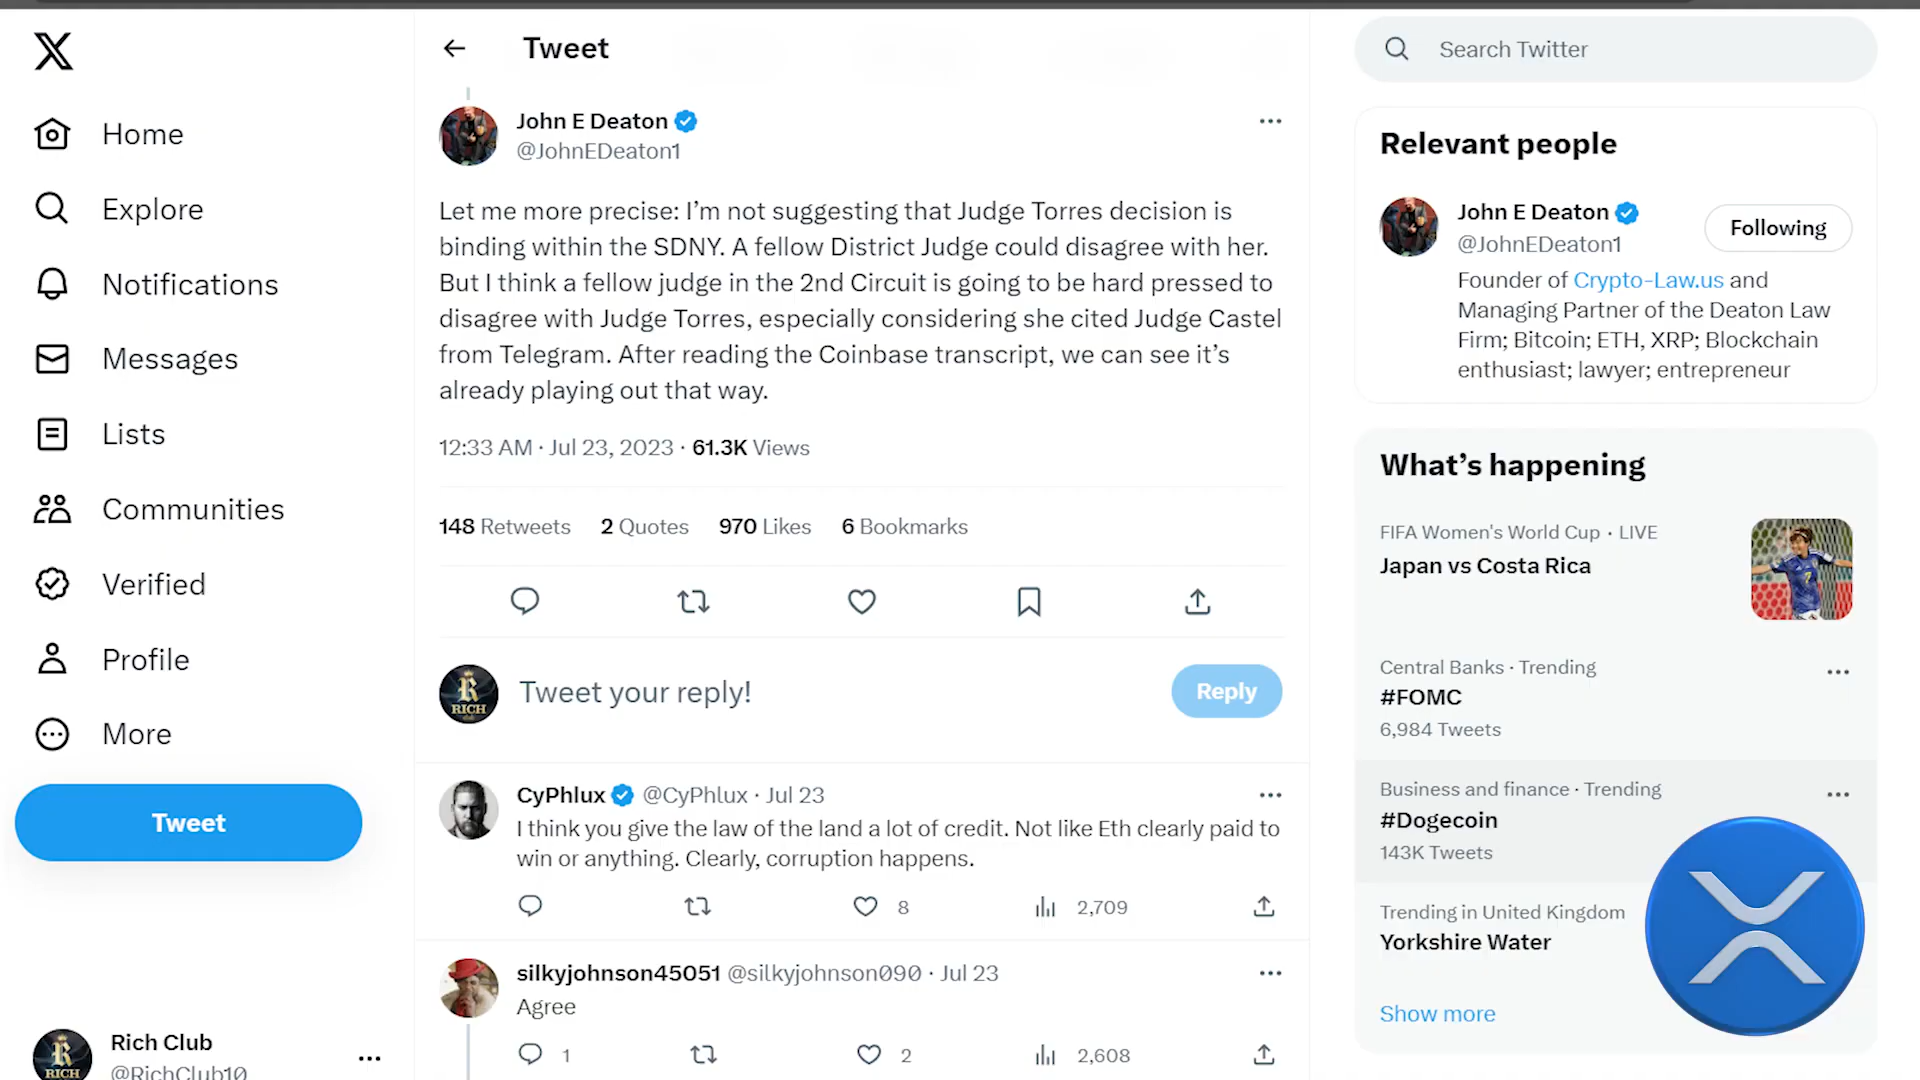 Home
Explore
Notifications
Messages
Lists
Communities
Verified
Profile
More
Tweet
Rich Club
@RichClub10
Tweet
John E Deaton
@JohnEDeaton1
Let me more precise: I’m not suggesting that Judge Torres decision is
binding within the SDNY. A fellow District Judge could disagree with her.
But I think a fellow judge in the 2nd Circuit is going to be hard pressed to
disagree with Judge Torres, especially considering she cited Judge Castel
from Telegram. After reading the Coinbase transcript, we can see it’s
already playing out that way.
12:33 AM · Jul 23, 2023 · 61.3K Views
148 Retweets 2 Quotes 970 Likes 6 Bookmarks
RICH
Tweet your reply!
Reply
CyPhlux @CyPhlux · Jul 23
I think you give the law of the land a lot of credit. Not like Eth clearly paid to
win or anything. Clearly, corruption happens.
8 2,709
silkyjohnson45051 @silkyjohnson090 · Jul 23
Agree
1 2 2,608
Search Twitter
Relevant people
John E Deaton
@JohnEDeaton1
Following
Founder of Crypto-Law.us and
Managing Partner of the Deaton Law
Firm; Bitcoin; ETH, XRP; Blockchain
enthusiast; lawyer; entrepreneur
What’s happening
FIFA Women's World Cup · LIVE
Japan vs Costa Rica
Central Banks · Trending
#FOMC
6,984 Tweets
Business and finance · Trending
#Dogecoin
143K Tweets
Trending in United Kingdom
Yorkshire Water
Show more
RICH